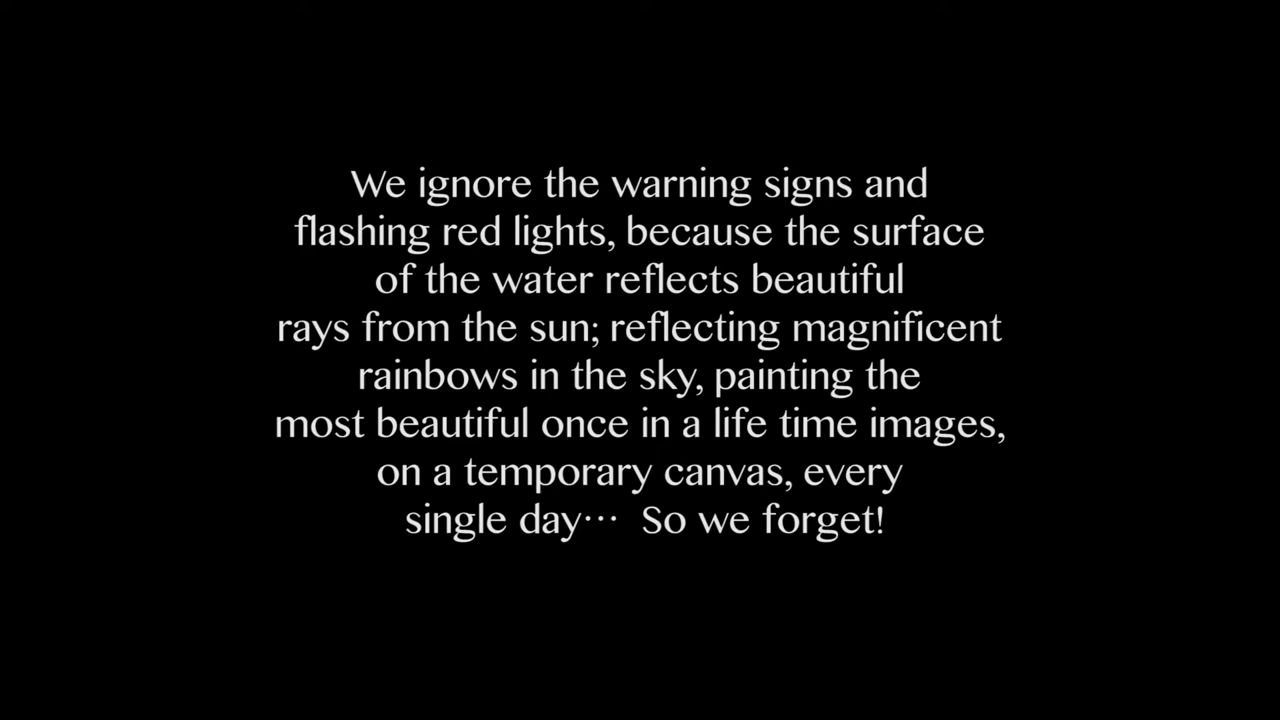 We ignore the warning signs and
flashing red lights, because the surface
of the water reflects beautiful
rays from the sun; reflecting magnificent
rainbows in the sky, painting the
most beautiful once in a life time images,
on a temporary canvas, every
single day… So we forget!